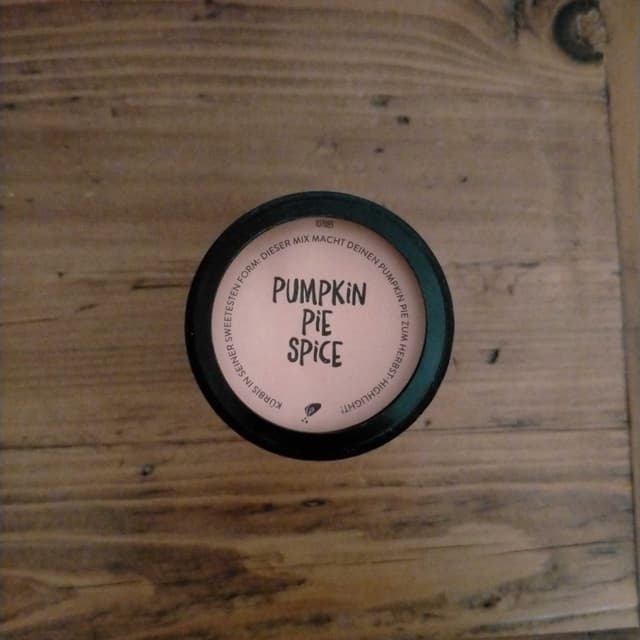 PUMPKiN
PiE
SPiCE
KÜRBIS IN SEINER SWEETESTEN FORM: DIESER MIX MACHT DEINEN PUMPKIN PIE ZUM HERBST-HIGHLIGHT!